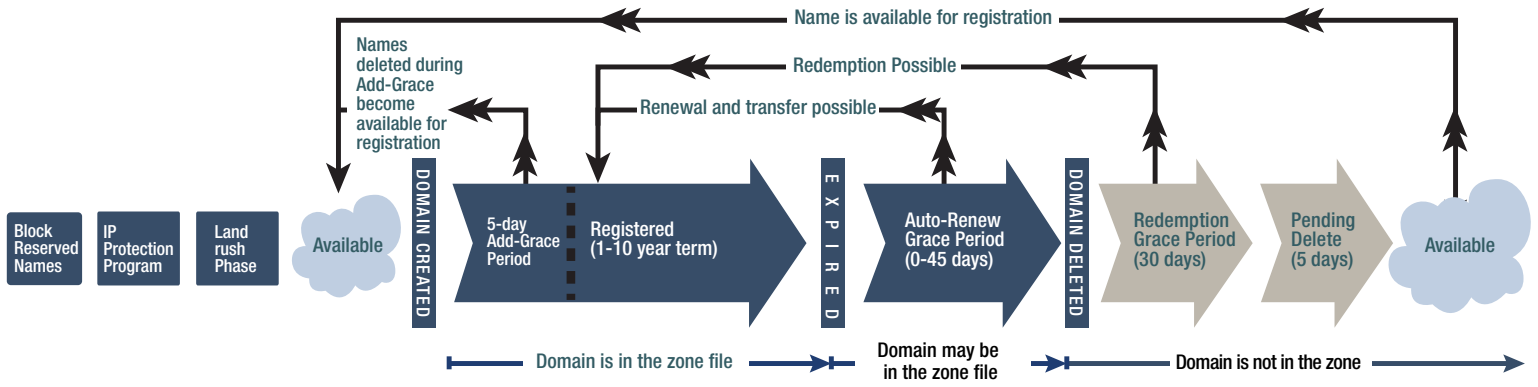 Name is available for registration
Names
deleted during
Add-Grace
become
available for
registration
Redemption Possible
Renewal and transfer possible
Block
Reserved
Names
IP
Protection
Program
Land
rush
Phase
Available
DOMAIN CREATED
5-day
Add-Grace
Period
Registered
(1-10 year term)
EXPIRED
Auto-Renew
Grace Period
(0-45 days)
DOMAIN DELETED
Redemption
Grace Period
(30 days)
Pending
Delete
(5 days)
Available
Domain is in the zone file
Domain may be
in the zone file
Domain is not in the zone